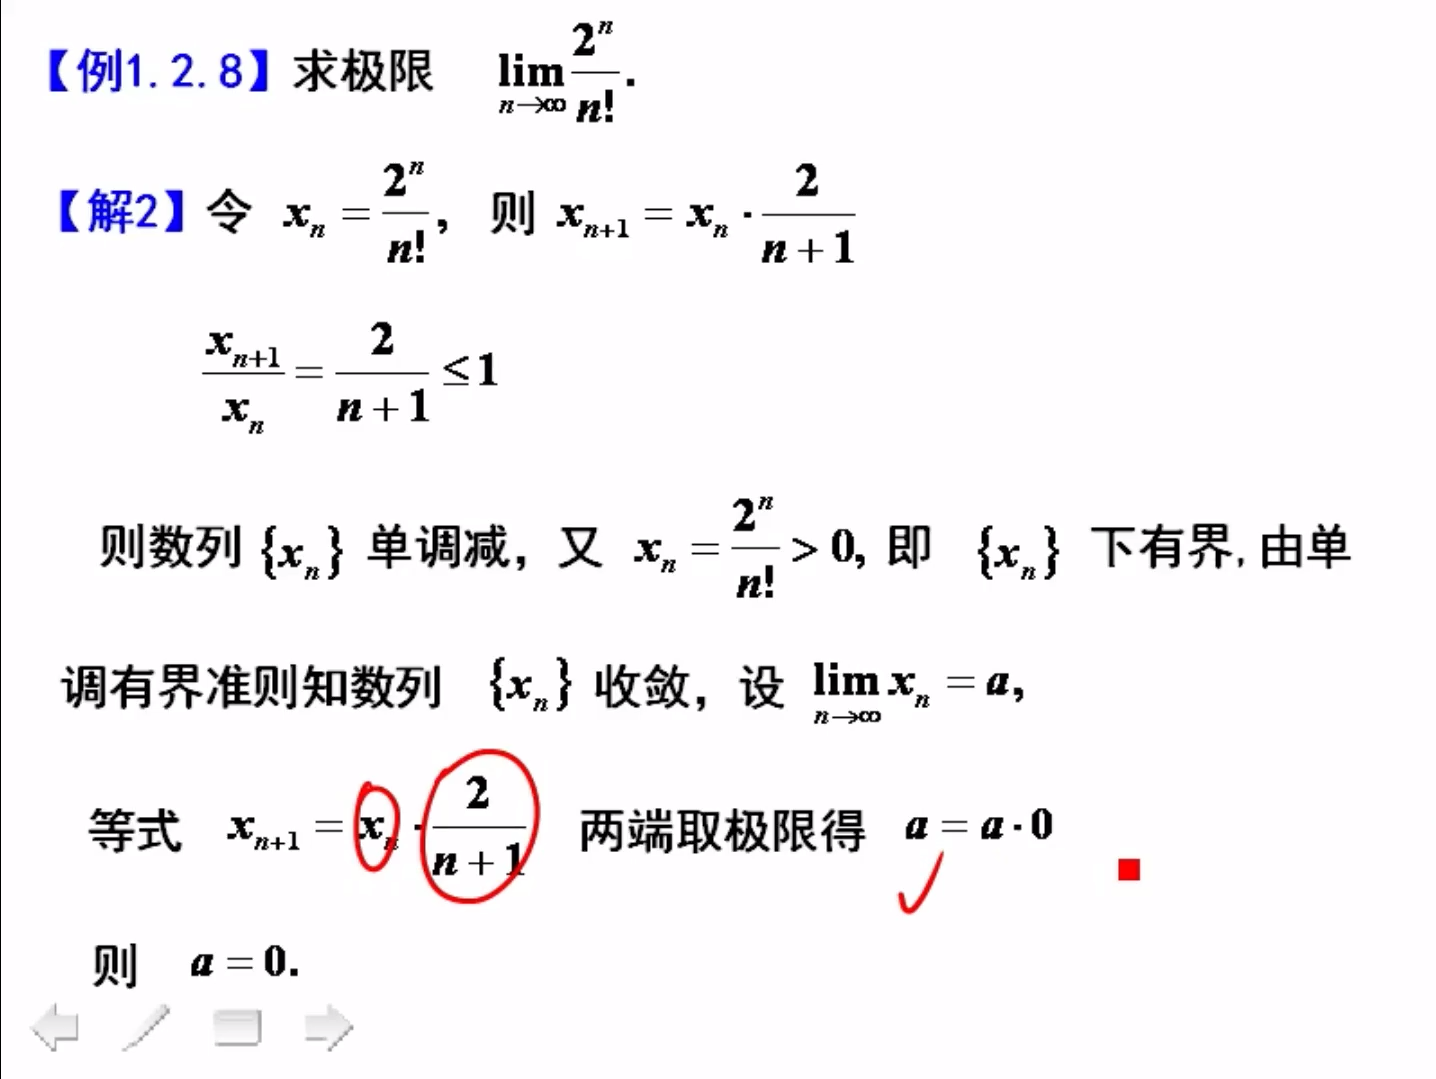 【例1.2.8】求极限 $\lim_{n \to \infty} \frac{2^n}{n!}.$
【解2】令 $x_n = \frac{2^n}{n!},$ 则 $x_{n+1} = x_n \cdot \frac{2}{n+1}$
$\frac{x_{n+1}}{x_n} = \frac{2}{n+1} \leq 1$
则数列 $\{x_n\}$ 单调减，又 $x_n = \frac{2^n}{n!} > 0,$ 即 $\{x_n\}$ 下有界,由单
调有界准则知数列 $\{x_n\}$ 收敛，设 $\lim_{n \to \infty} x_n = a,$
等式 $x_{n+1} = x_n \cdot \frac{2}{n+1}$ 两端取极限得 $a = a \cdot 0$
则 $a = 0.$